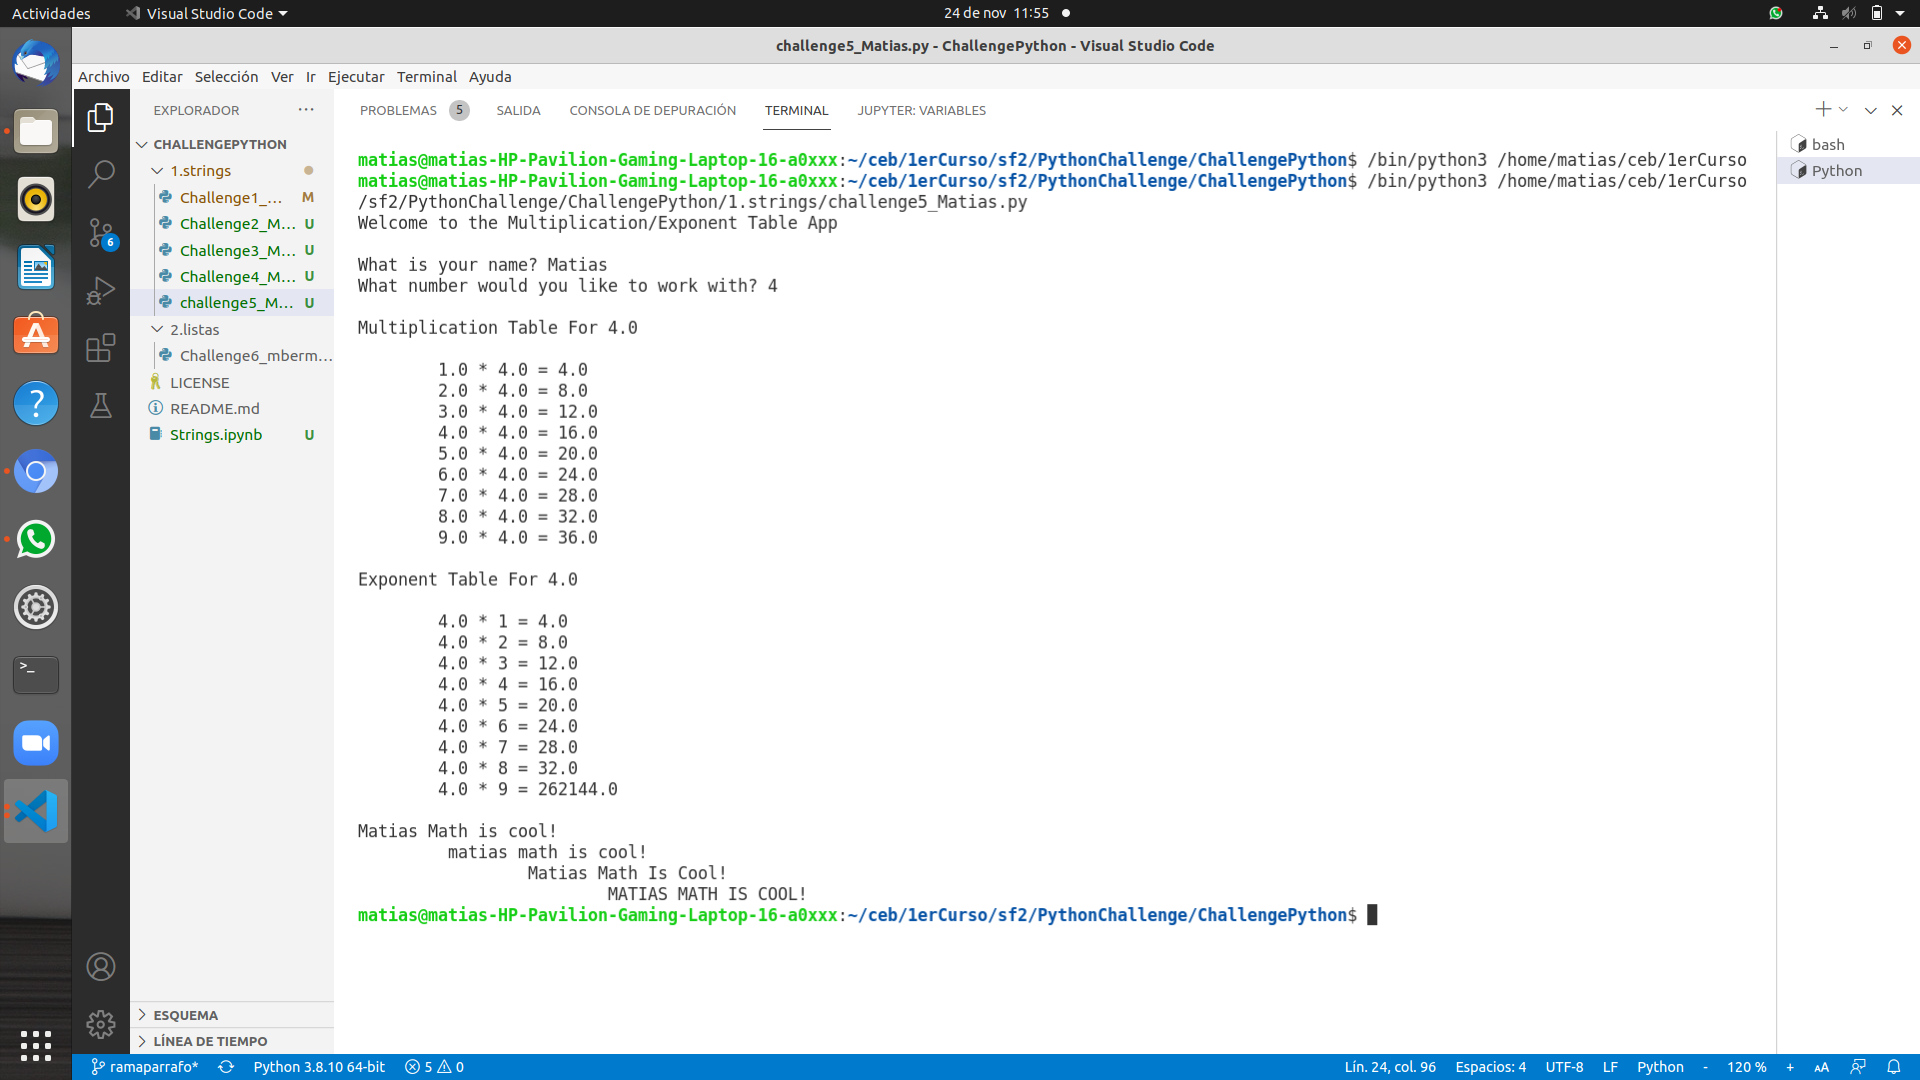 Actividades
Visual Studio Code
24 de nov 11:55
challenge5_Matias.py - ChallengePython - Visual Studio Code
Archivo Editar Selección Ver Ir Ejecutar Terminal Ayuda
EXPLORADOR
CHALLENGEPYTHON
1.strings
Challenge1_... M
Challenge2_M... U
Challenge3_M... U
Challenge4_M... U
challenge5_M... U
2.listas
Challenge6_mberm...
LICENSE
README.md
Strings.ipynb U
ESQUEMA
LÍNEA DE TIEMPO
6
PROBLEMAS 5 SALIDA CONSOLA DE DEPURACIÓN TERMINAL JUPYTER: VARIABLES
matias@matias-HP-Pavilion-Gaming-Laptop-16-a0xxx:~/ceb/1erCurso/sf2/PythonChallenge/ChallengePython$ /bin/python3 /home/matias/ceb/1erCurso
matias@matias-HP-Pavilion-Gaming-Laptop-16-a0xxx:~/ceb/1erCurso/sf2/PythonChallenge/ChallengePython$ /bin/python3 /home/matias/ceb/1erCurso
/sf2/PythonChallenge/ChallengePython/1.strings/challenge5_Matias.py
Welcome to the Multiplication/Exponent Table App
What is your name? Matias
What number would you like to work with? 4
Multiplication Table For 4.0
1.0 * 4.0 = 4.0
2.0 * 4.0 = 8.0
3.0 * 4.0 = 12.0
4.0 * 4.0 = 16.0
5.0 * 4.0 = 20.0
6.0 * 4.0 = 24.0
7.0 * 4.0 = 28.0
8.0 * 4.0 = 32.0
9.0 * 4.0 = 36.0
Exponent Table For 4.0
4.0 * 1 = 4.0
4.0 * 2 = 8.0
4.0 * 3 = 12.0
4.0 * 4 = 16.0
4.0 * 5 = 20.0
4.0 * 6 = 24.0
4.0 * 7 = 28.0
4.0 * 8 = 32.0
4.0 * 9 = 262144.0
Matias Math is cool!
matias math is cool!
Matias Math Is Cool!
MATIAS MATH IS COOL!
matias@matias-HP-Pavilion-Gaming-Laptop-16-a0xxx:~/ceb/1erCurso/sf2/PythonChallenge/ChallengePython$
bash
Python
ramaparrafo* Python 3.8.10 64-bit 5 0 Lín. 24, col. 96 Espacios: 4 UTF-8 LF Python - 120 % + AA